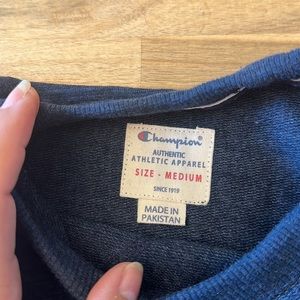 Champion
AUTHENTIC
ATHLETIC APPAREL
SIZE - MEDIUM
SINCE 1919
MADE IN
PAKISTAN